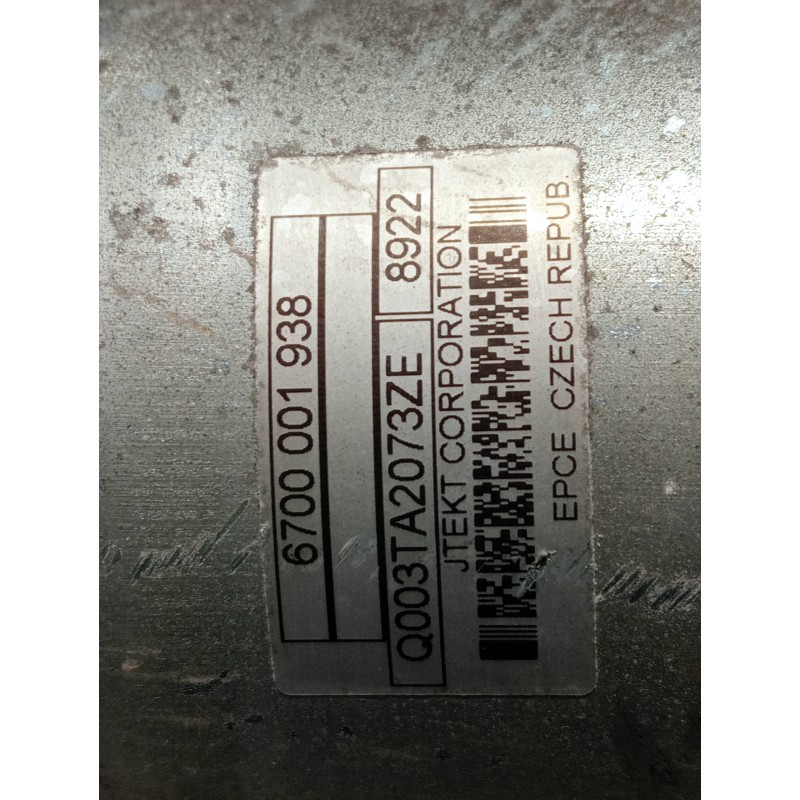 6700 001 938
Q003TA2073ZE 8922
JTEKT CORPORATION
EPCE CZECH REPUB